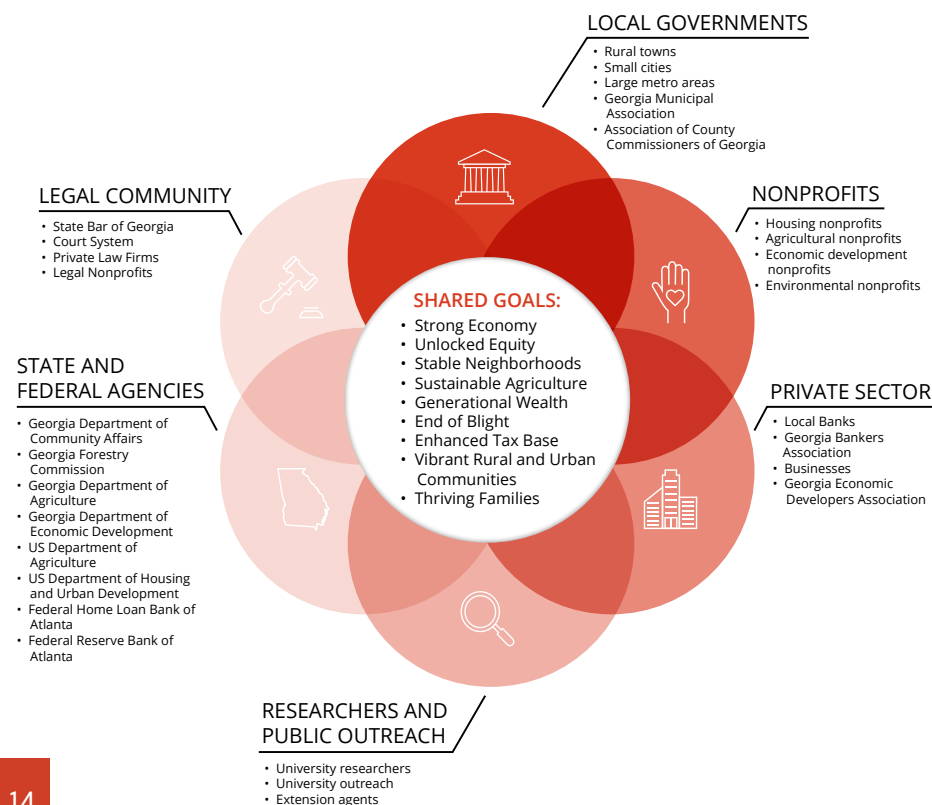 LOCAL GOVERNMENTS
• Rural towns
• Small cities
• Large metro areas
• Georgia Municipal
Association
• Association of County
Commissioners of Georgia
NONPROFITS
• Housing nonprofits
• Agricultural nonprofits
• Economic development
nonprofits
• Environmental nonprofits
PRIVATE SECTOR
• Local Banks
• Georgia Bankers
Association
• Businesses
• Georgia Economic
Developers Association
LEGAL COMMUNITY
• State Bar of Georgia
• Court System
• Private Law Firms
• Legal Nonprofits
STATE AND
FEDERAL AGENCIES
• Georgia Department of
Community Affairs
• Georgia Forestry
Commission
• Georgia Department of
Agriculture
• Georgia Department of
Economic Development
• US Department of
Agriculture
• US Department of Housing
and Urban Development
• Federal Home Loan Bank of
Atlanta
• Federal Reserve Bank of
Atlanta
SHARED GOALS:
• Strong Economy
• Unlocked Equity
• Stable Neighborhoods
• Sustainable Agriculture
• Generational Wealth
• End of Blight
• Enhanced Tax Base
• Vibrant Rural and Urban
Communities
• Thriving Families
RESEARCHERS AND
PUBLIC OUTREACH
• University researchers
• University outreach
• Extension agents
14